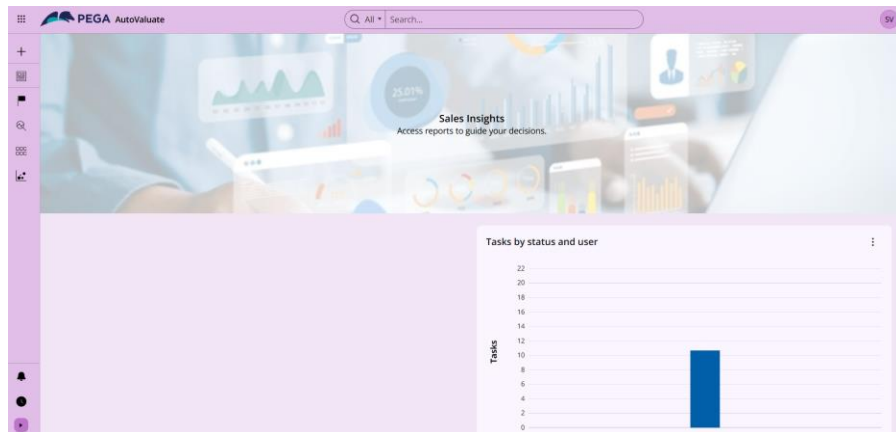 PEGA AutoValuate
All Search...
SV
25.01%
Sales Insights
Access reports to guide your decisions.
Tasks by status and user
22
20
18
16
14
12
10
8
6
4
2
0
Tasks